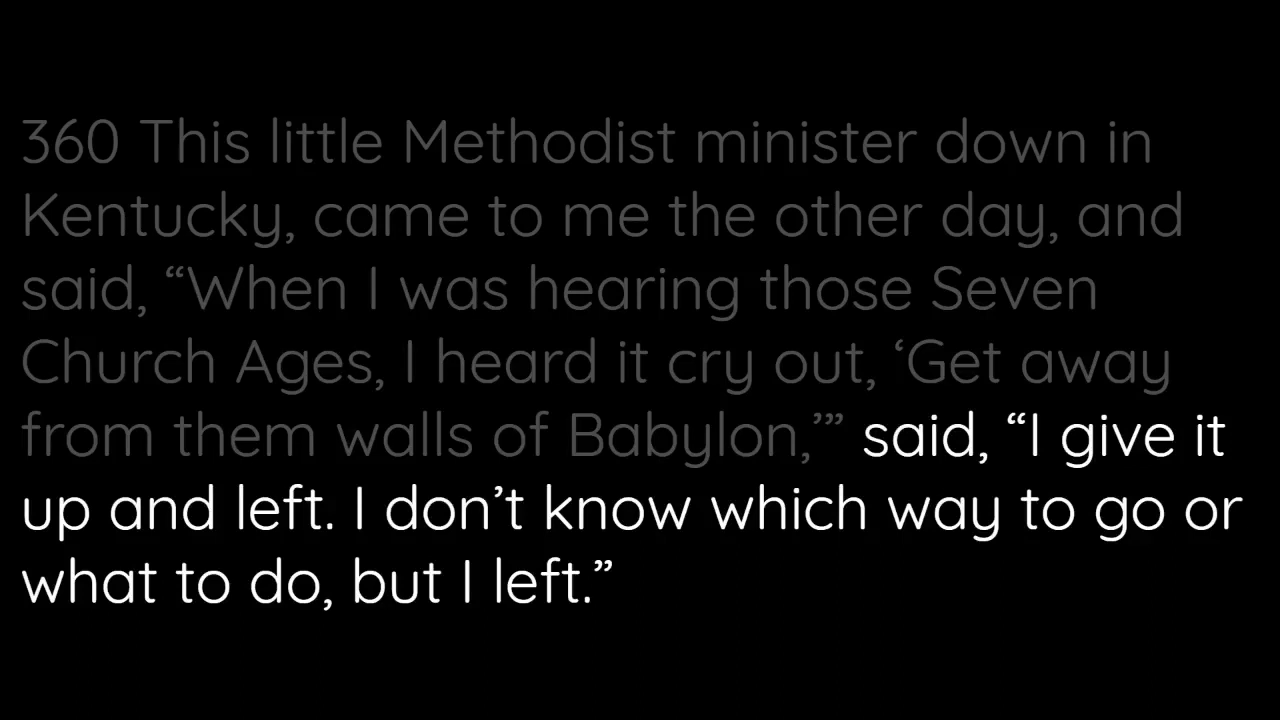 360 This little Methodist minister down in
Kentucky, came to me the other day, and
said, “When I was hearing those Seven
Church Ages, I heard it cry out, ‘Get away
from them walls of Babylon,’” said, “I give it
up and left. I don’t know which way to go or
what to do, but I left.”